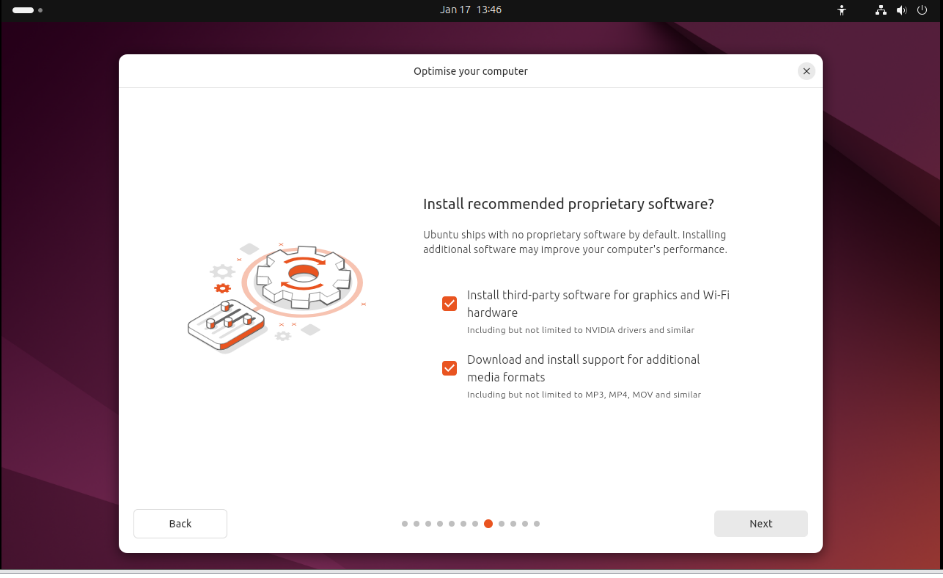 Jan 17 13:46
Optimise your computer
Install recommended proprietary software?
Ubuntu ships with no proprietary software by default. Installing
additional software may improve your computer's performance.
Install third-party software for graphics and Wi-Fi
hardware
Including but not limited to NVIDIA drivers and similar
Download and install support for additional
media formats
Including but not limited to MP3, MP4, MOV and similar
Back
Next